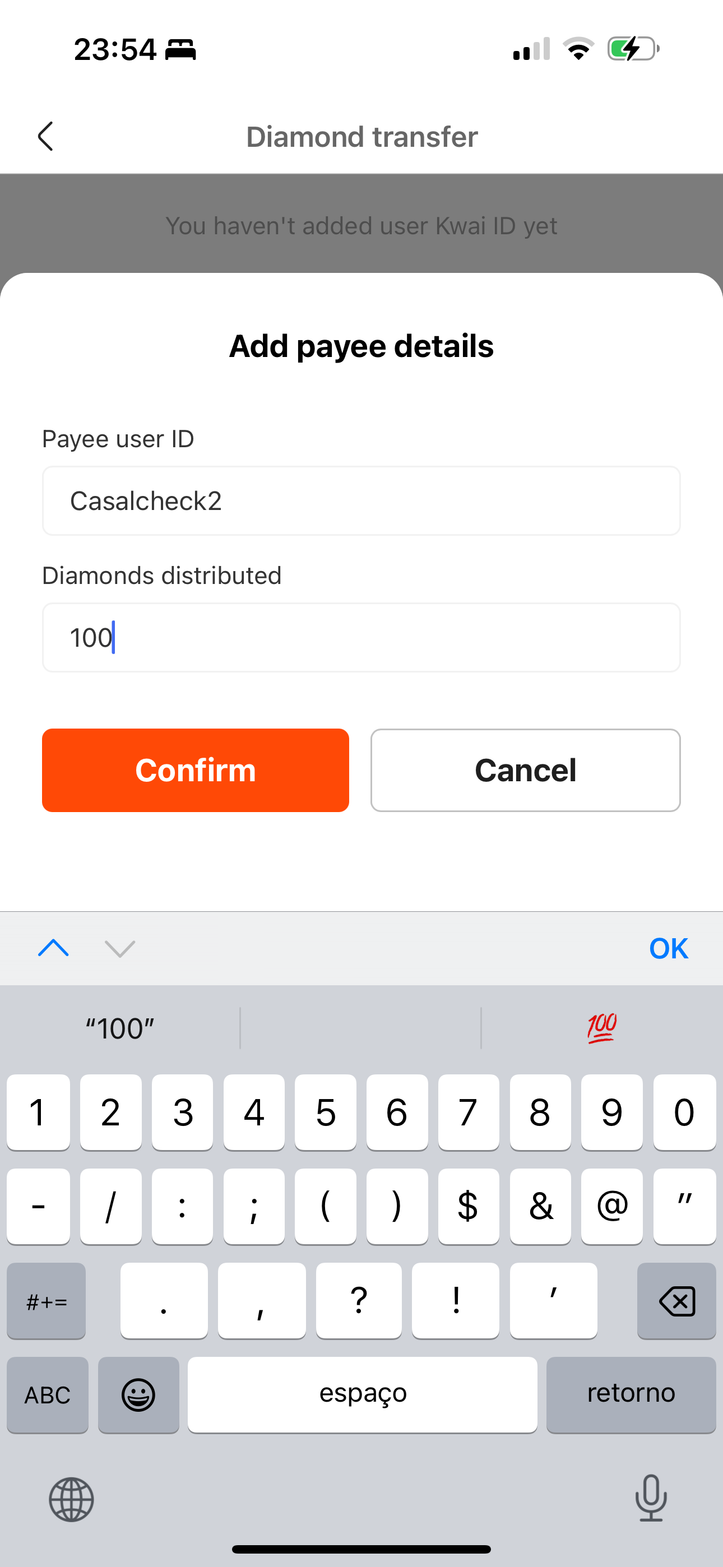 23:54
Diamond transfer
You haven't added user Kwai ID yet
Add payee details
Payee user ID
Casalcheck2
Diamonds distributed
100
Confirm Cancel
OK
“100” 💯
1 2 3 4 5 6 7 8 9 0
- / : ; ( ) $ & @ "
#+= . , ? ! '
ABC espaço retorno